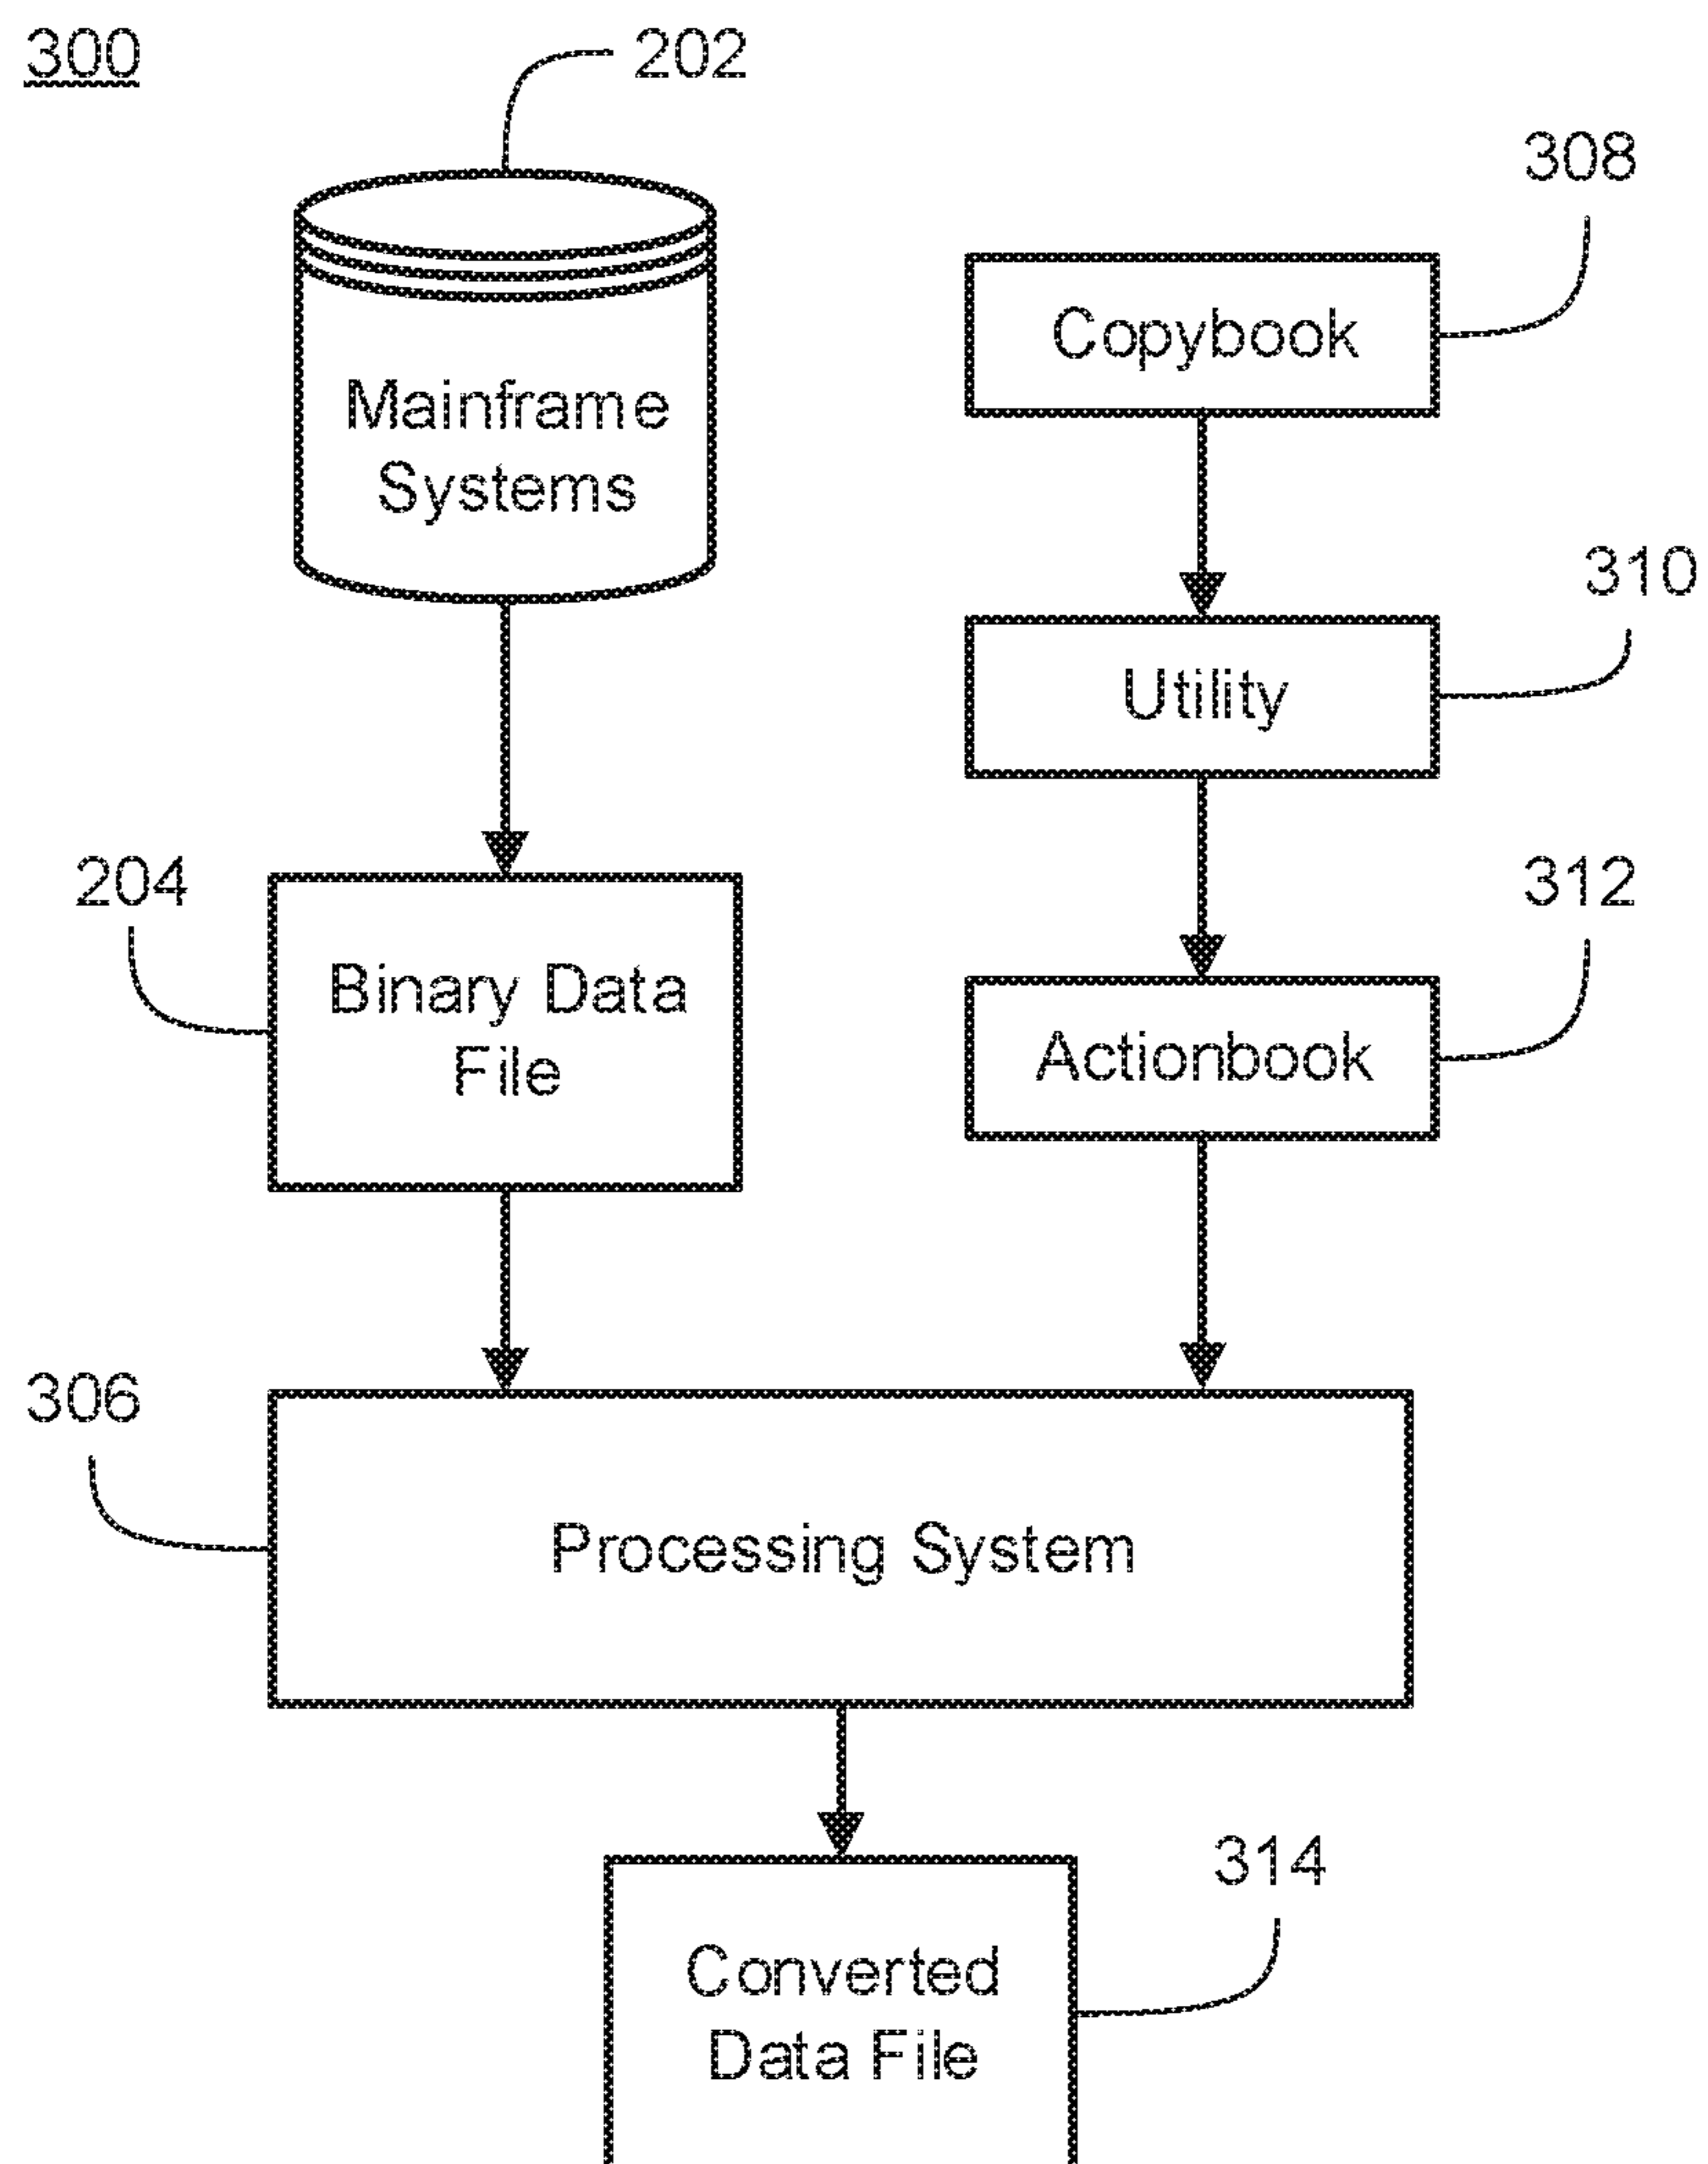 300
202
308
Copybook
Mainframe
Systems
310
Utility
204
312
Binary Data
File
Actionbook
306
Processing System
314
Converted
Data File